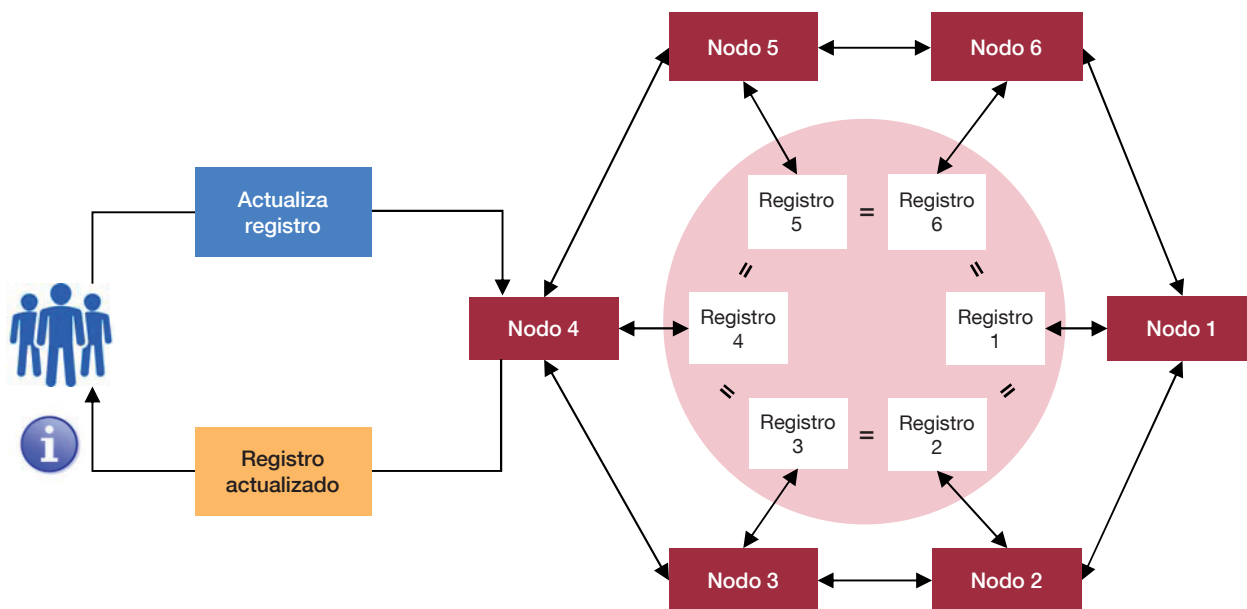 Nodo 5
Nodo 6
Actualiza
registro
Registro
5
=
Registro
6
=
=
Nodo 4
Registro
4
Registro
1
Nodo 1
=
=
Registro
3
=
Registro
2
i
Registro
actualizado
Nodo 3
Nodo 2